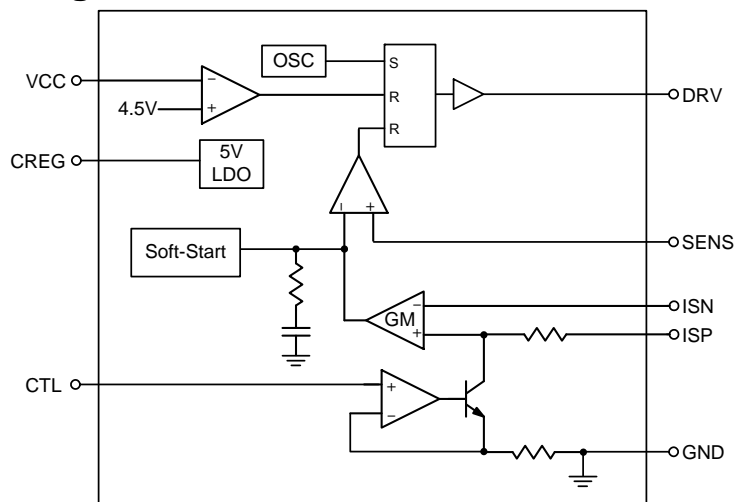 OSC
S
VCC
−
R
DRV
4.5V
+
R
CREG
5V
LDO
−
+
SENS
Soft-Start
−
ISN
GM
+
ISP
CTL
+
−
GND